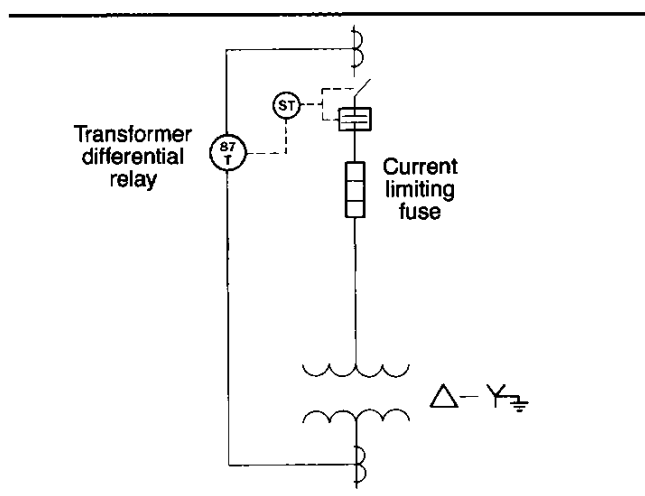 ST
Transformer
differential
relay
87
T
Current
limiting
fuse